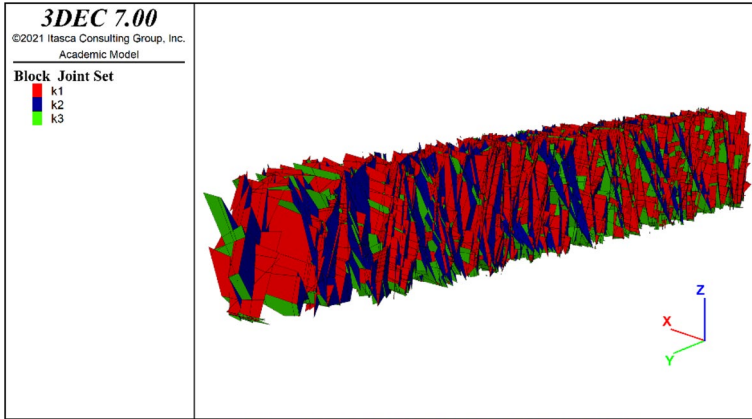 3DEC 7.00
©2021 Itasca Consulting Group, Inc.
Academic Model
Block Joint Set
k1
k2
k3
Z
X
Y